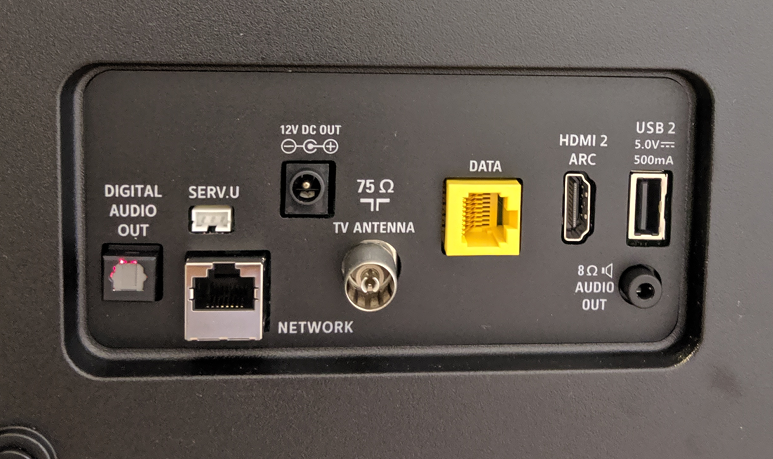 DIGITAL
AUDIO
OUT
SERV.U
NETWORK
12V DC OUT
75 Ω
TV ANTENNA
DATA
HDMI 2
ARC
USB 2
5.0V⎓
500mA
8 Ω
AUDIO
OUT